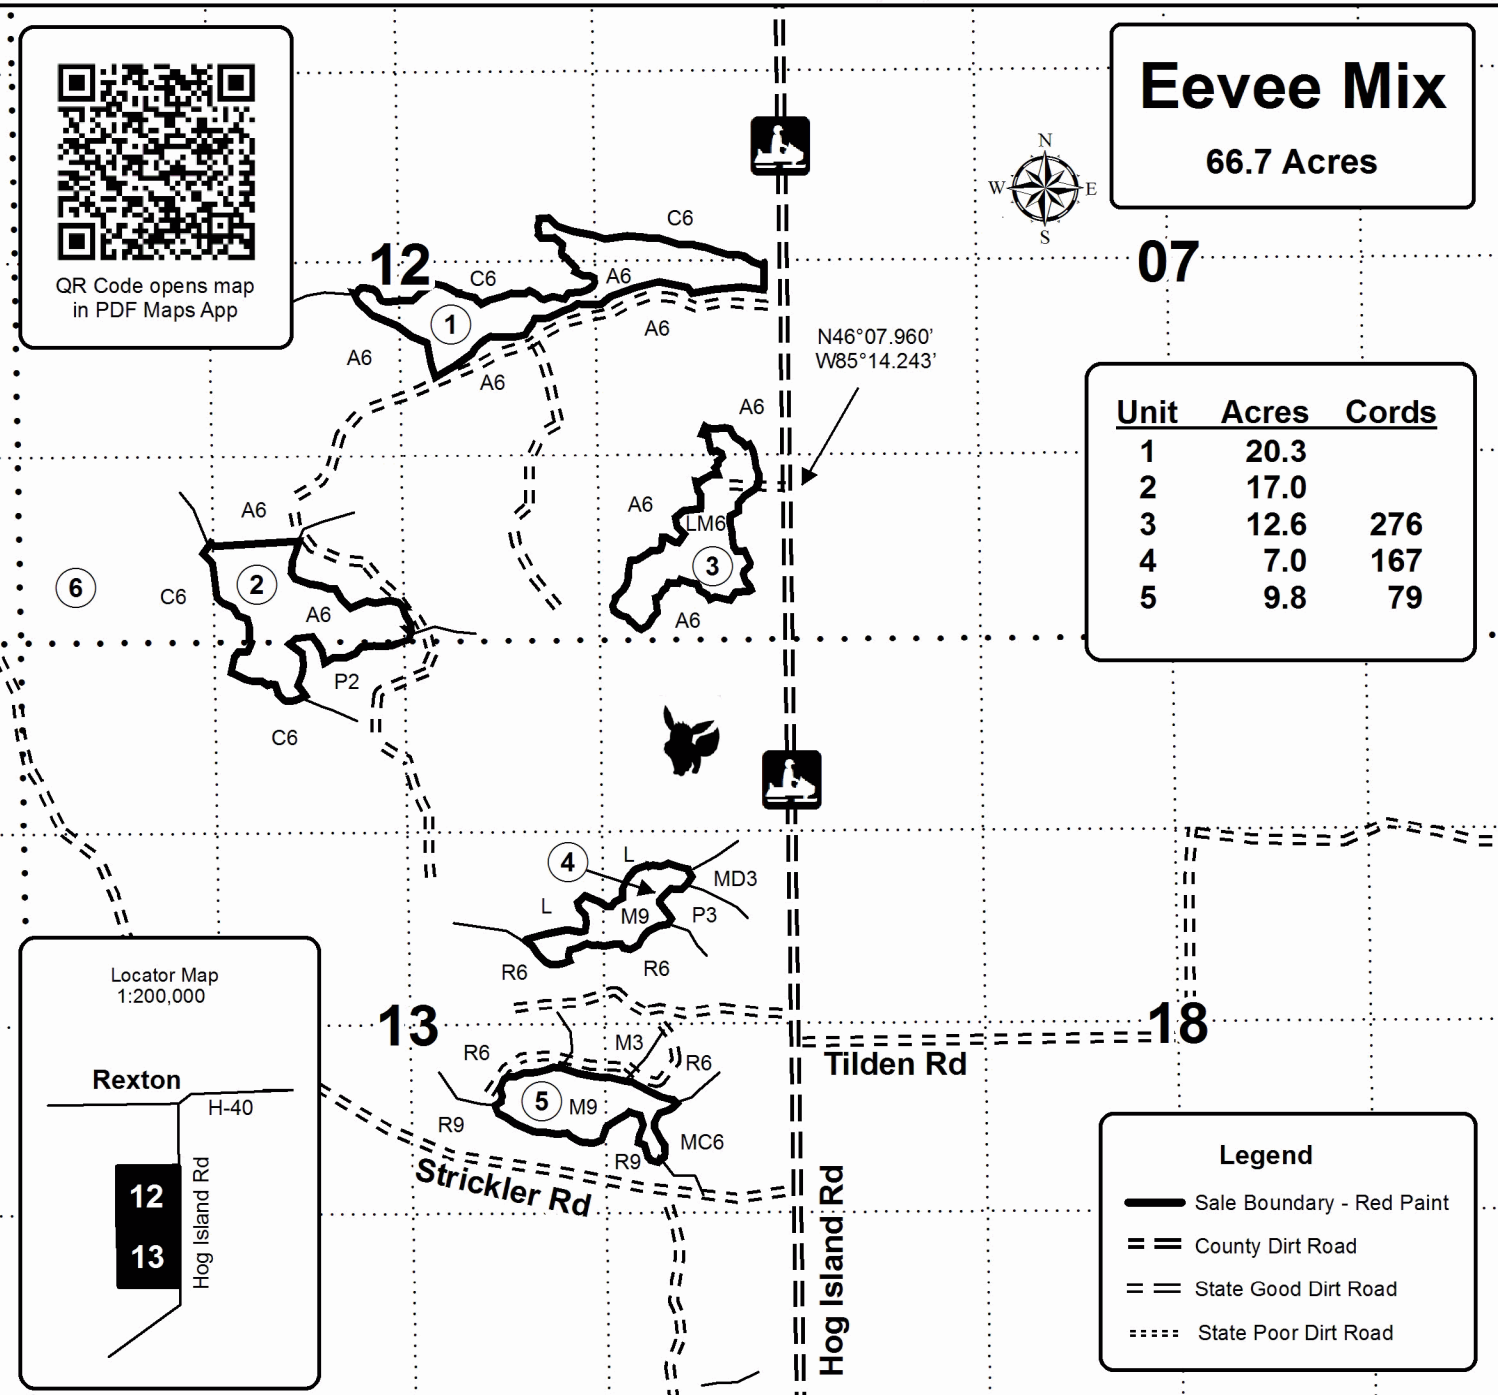 Eevee Mix
66.7 Acres
QR Code opens map
in PDF Maps App
N
W
E
S
C6
12
07
C6
A6
1
A6
A6
A6
N46°07.960'
W85°14.243'
A6
Unit Acres Cords
1 20.3
2 17.0
3 12.6 276
4 7.0 167
5 9.8 79
A6
A6
LM6
3
6
C6
2
A6
A6
P2
C6
4
L
MD3
L
M9
P3
R6
R6
13
18
M3
R6
R6
Tilden Rd
5
M9
R9
MC6
R9
Strickler Rd
Hog Island Rd
Locator Map
1:200,000
Rexton
H-40
12
13
Hog Island Rd
Legend
Sale Boundary - Red Paint
County Dirt Road
State Good Dirt Road
State Poor Dirt Road